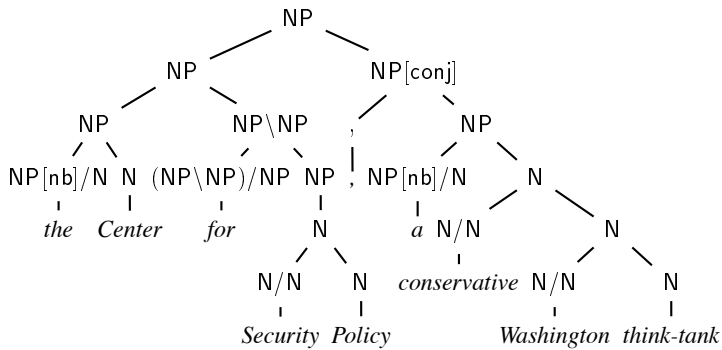 NP
NP NP[conj]
NP NP\NP , NP
NP[nb]/N N (NP\NP)/NP NP , NP[nb]/N N
the Center for N a N/N N
conservative
N/N N N/N N
Security Policy Washington think-tank